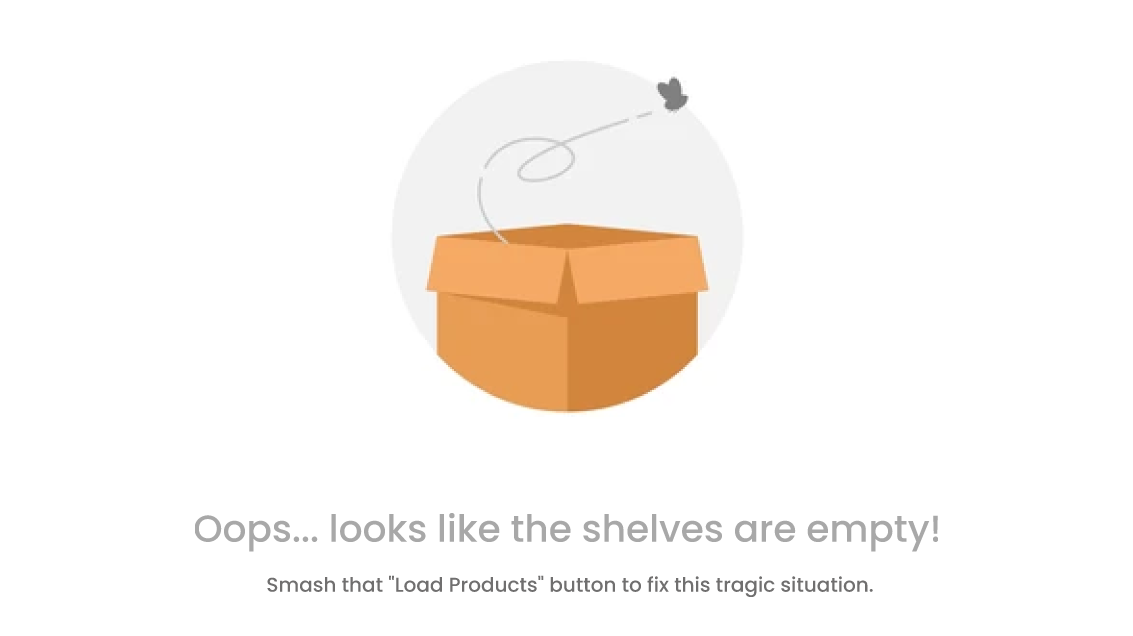 Oops... looks like the shelves are empty!
Smash that "Load Products" button to fix this tragic situation.